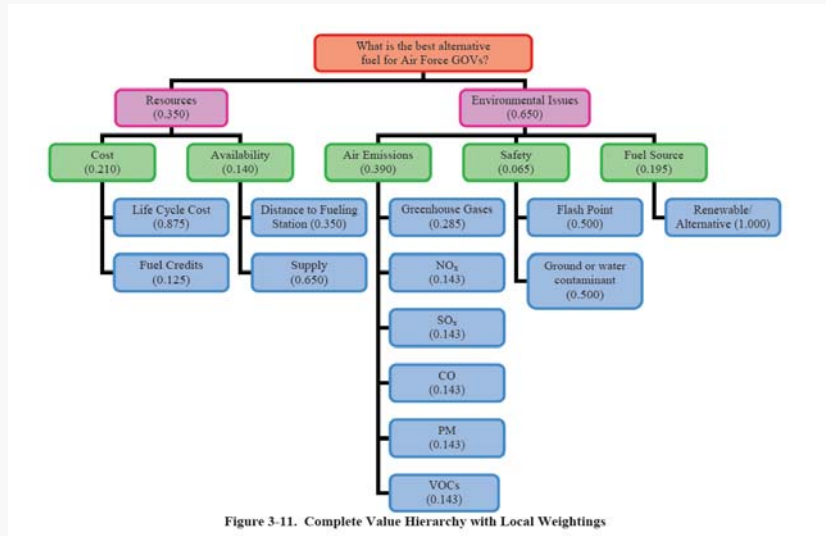 What is the best alternative
fuel for Air Force GOVs?
Resources
(0.350)
Environmental Issues
(0.650)
Cost
(0.210)
Availability
(0.140)
Air Emissions
(0.390)
Safety
(0.065)
Fuel Source
(0.195)
Life Cycle Cost
(0.875)
Distance to Fueling
Station (0.350)
Greenhouse Gases
(0.285)
Flash Point
(0.500)
Renewable/
Alternative (1.000)
Fuel Credits
(0.125)
Supply
(0.650)
NOₓ
(0.143)
Ground or water
contaminant
(0.500)
SOₓ
(0.143)
CO
(0.143)
PM
(0.143)
VOCs
(0.143)
Figure 3-11. Complete Value Hierarchy with Local Weightings